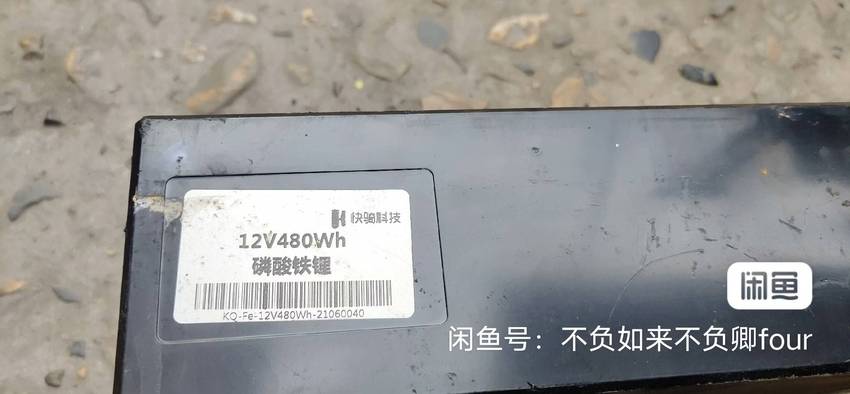 快骑科技
12V480Wh
磷酸铁锂
KQ-Fe-12V480Wh-21060040
闲鱼
闲鱼号：不负如来不负卿four